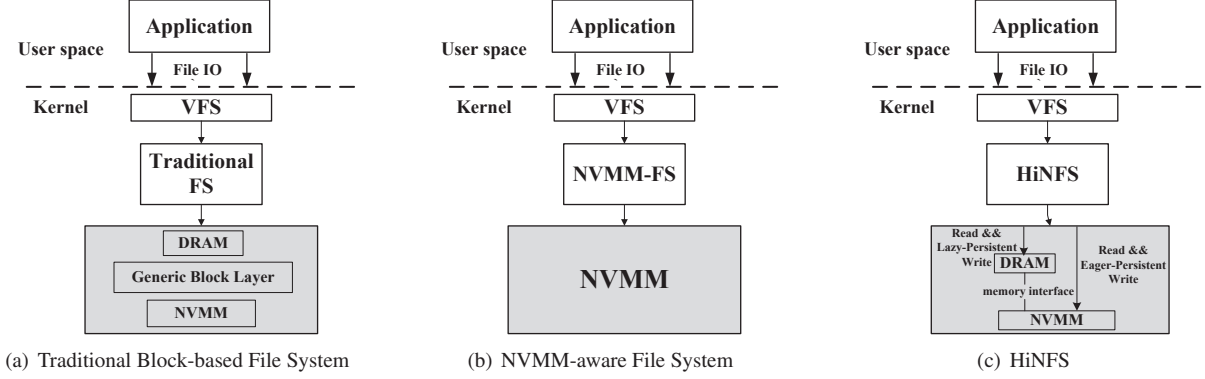 Application
User space
File IO
Kernel
VFS
Traditional
FS
DRAM
Generic Block Layer
NVMM
(a) Traditional Block-based File System
Application
User space
File IO
Kernel
VFS
NVMM-FS
NVMM
(b) NVMM-aware File System
Application
User space
File IO
Kernel
VFS
HiNFS
Read &&
Lazy-Persistent
Write
DRAM
Read &&
Eager-Persistent
Write
memory interface
NVMM
(c) HiNFS